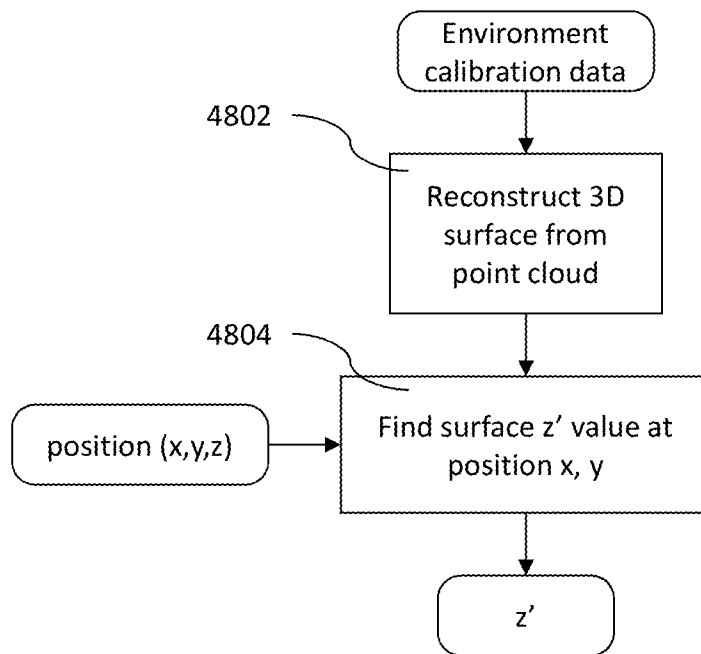 Environment
calibration data
4802
Reconstruct 3D
surface from
point cloud
4804
position (x,y,z)
Find surface z’ value at
position x, y
z’